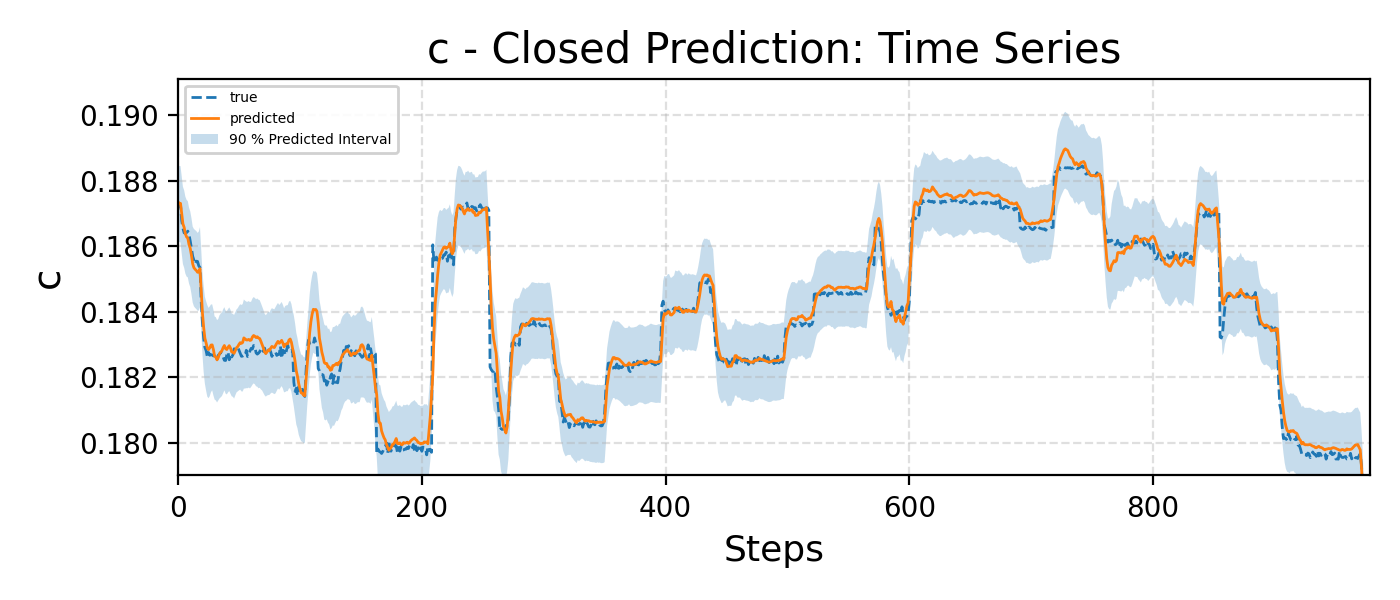 c - Closed Prediction: Time Series
true
predicted
90 % Predicted Interval
0.190
0.188
0.186
0.184
0.182
0.180
c
0 200 400 600 800
Steps